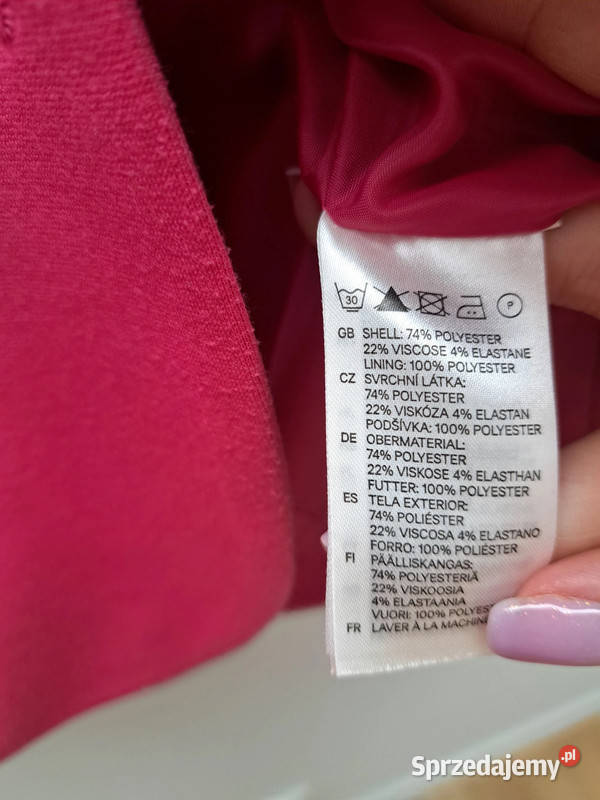 30
P
GB SHELL: 74% POLYESTER
22% VISCOSE 4% ELASTANE
LINING: 100% POLYESTER
CZ SVRCHNÍ LÁTKA:
74% POLYESTER
22% VISKÓZA 4% ELASTAN
PODŠÍVKA: 100% POLYESTER
DE OBERMATERIAL:
74% POLYESTER
22% VISKOSE 4% ELASTHAN
FUTTER: 100% POLYESTER
ES TELA EXTERIOR:
74% POLIÉSTER
22% VISCOSA 4% ELASTANO
FORRO: 100% POLIÉSTER
FI PÄÄLLISKANGAS:
74% POLYESTERIÄ
22% VISKOOSIA
4% ELASTAANIA
VUORI: 100%
FR LAVER À LA MACHINE
Sprzedajemy.pl